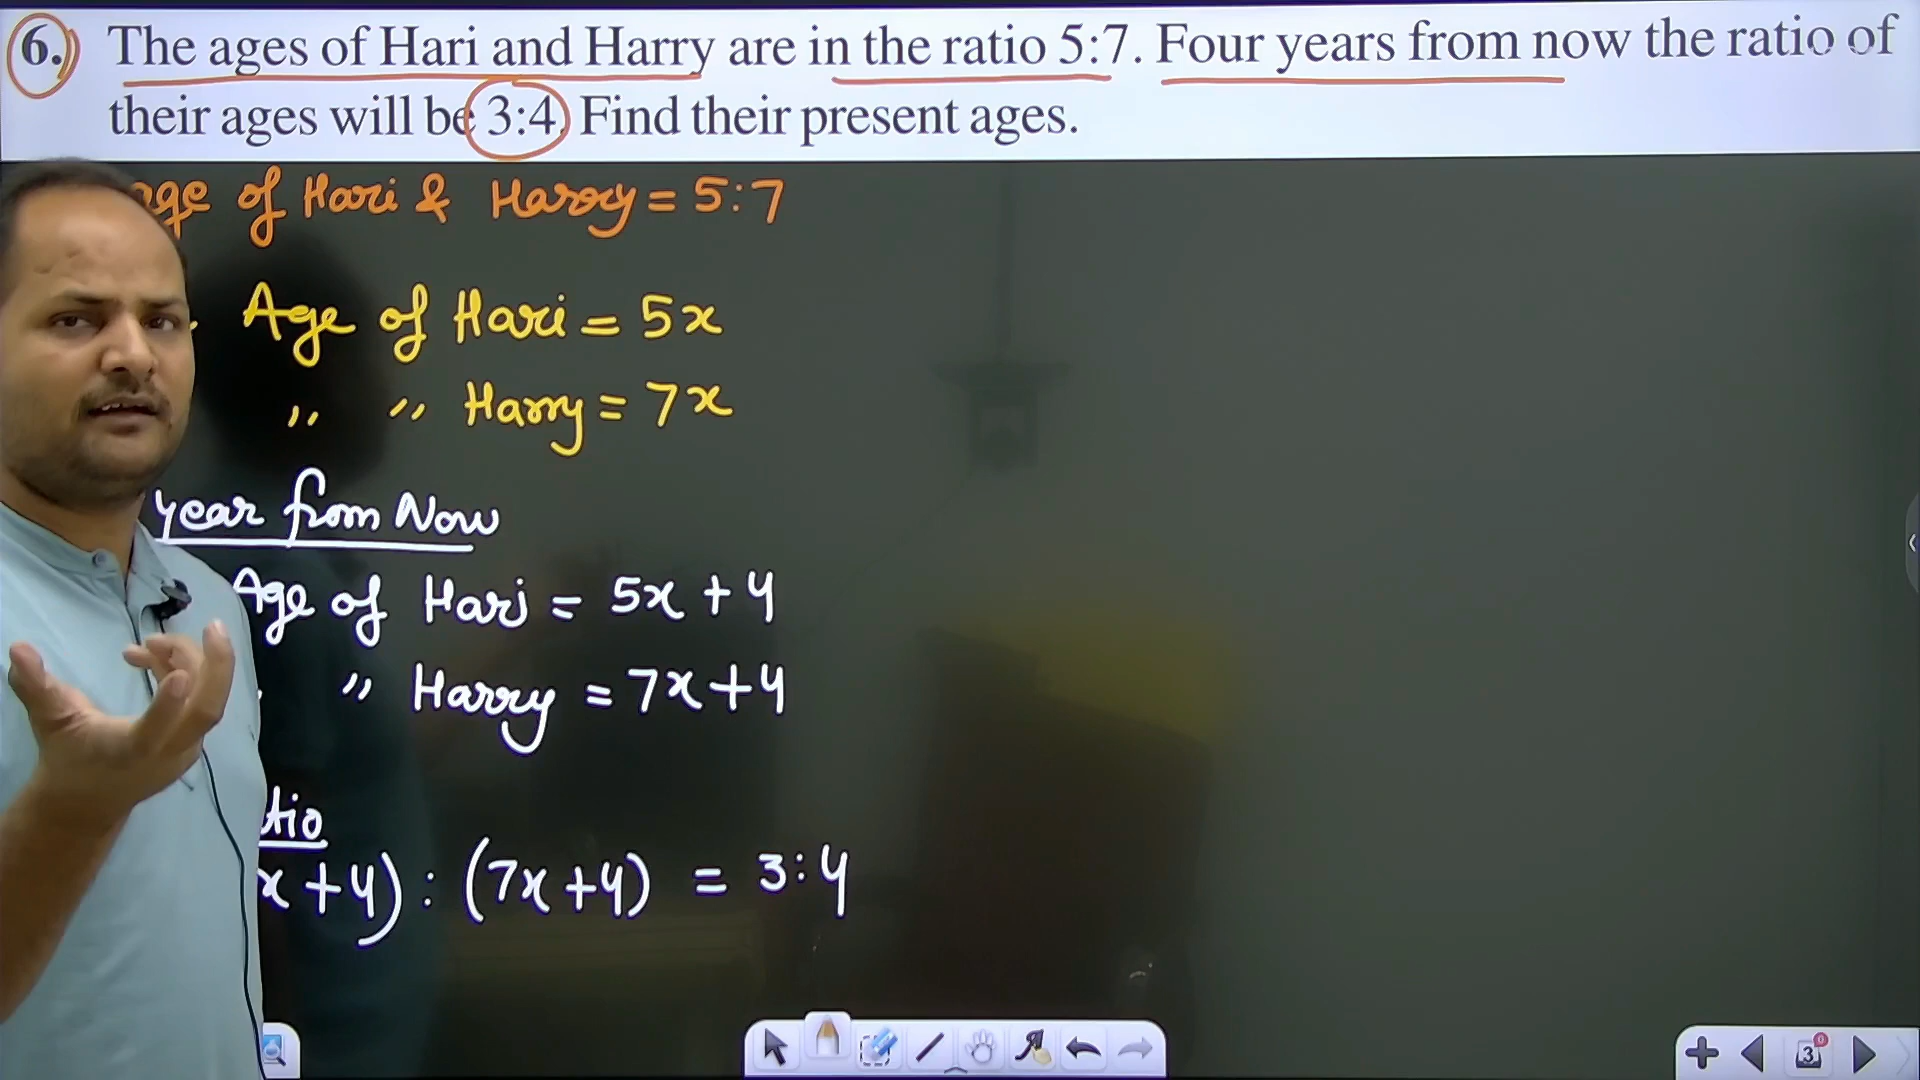 6. The ages of Hari and Harry are in the ratio 5:7. Four years from now the ratio of
their ages will be 3:4. Find their present ages.
age of Hari & Harry = 5:7
Age of Hari = 5x
" " Harry = 7x
year from Now
Age of Hari = 5x + 4
" Harry = 7x + 4
tio
x + 4) : (7x + 4) = 3:4
3